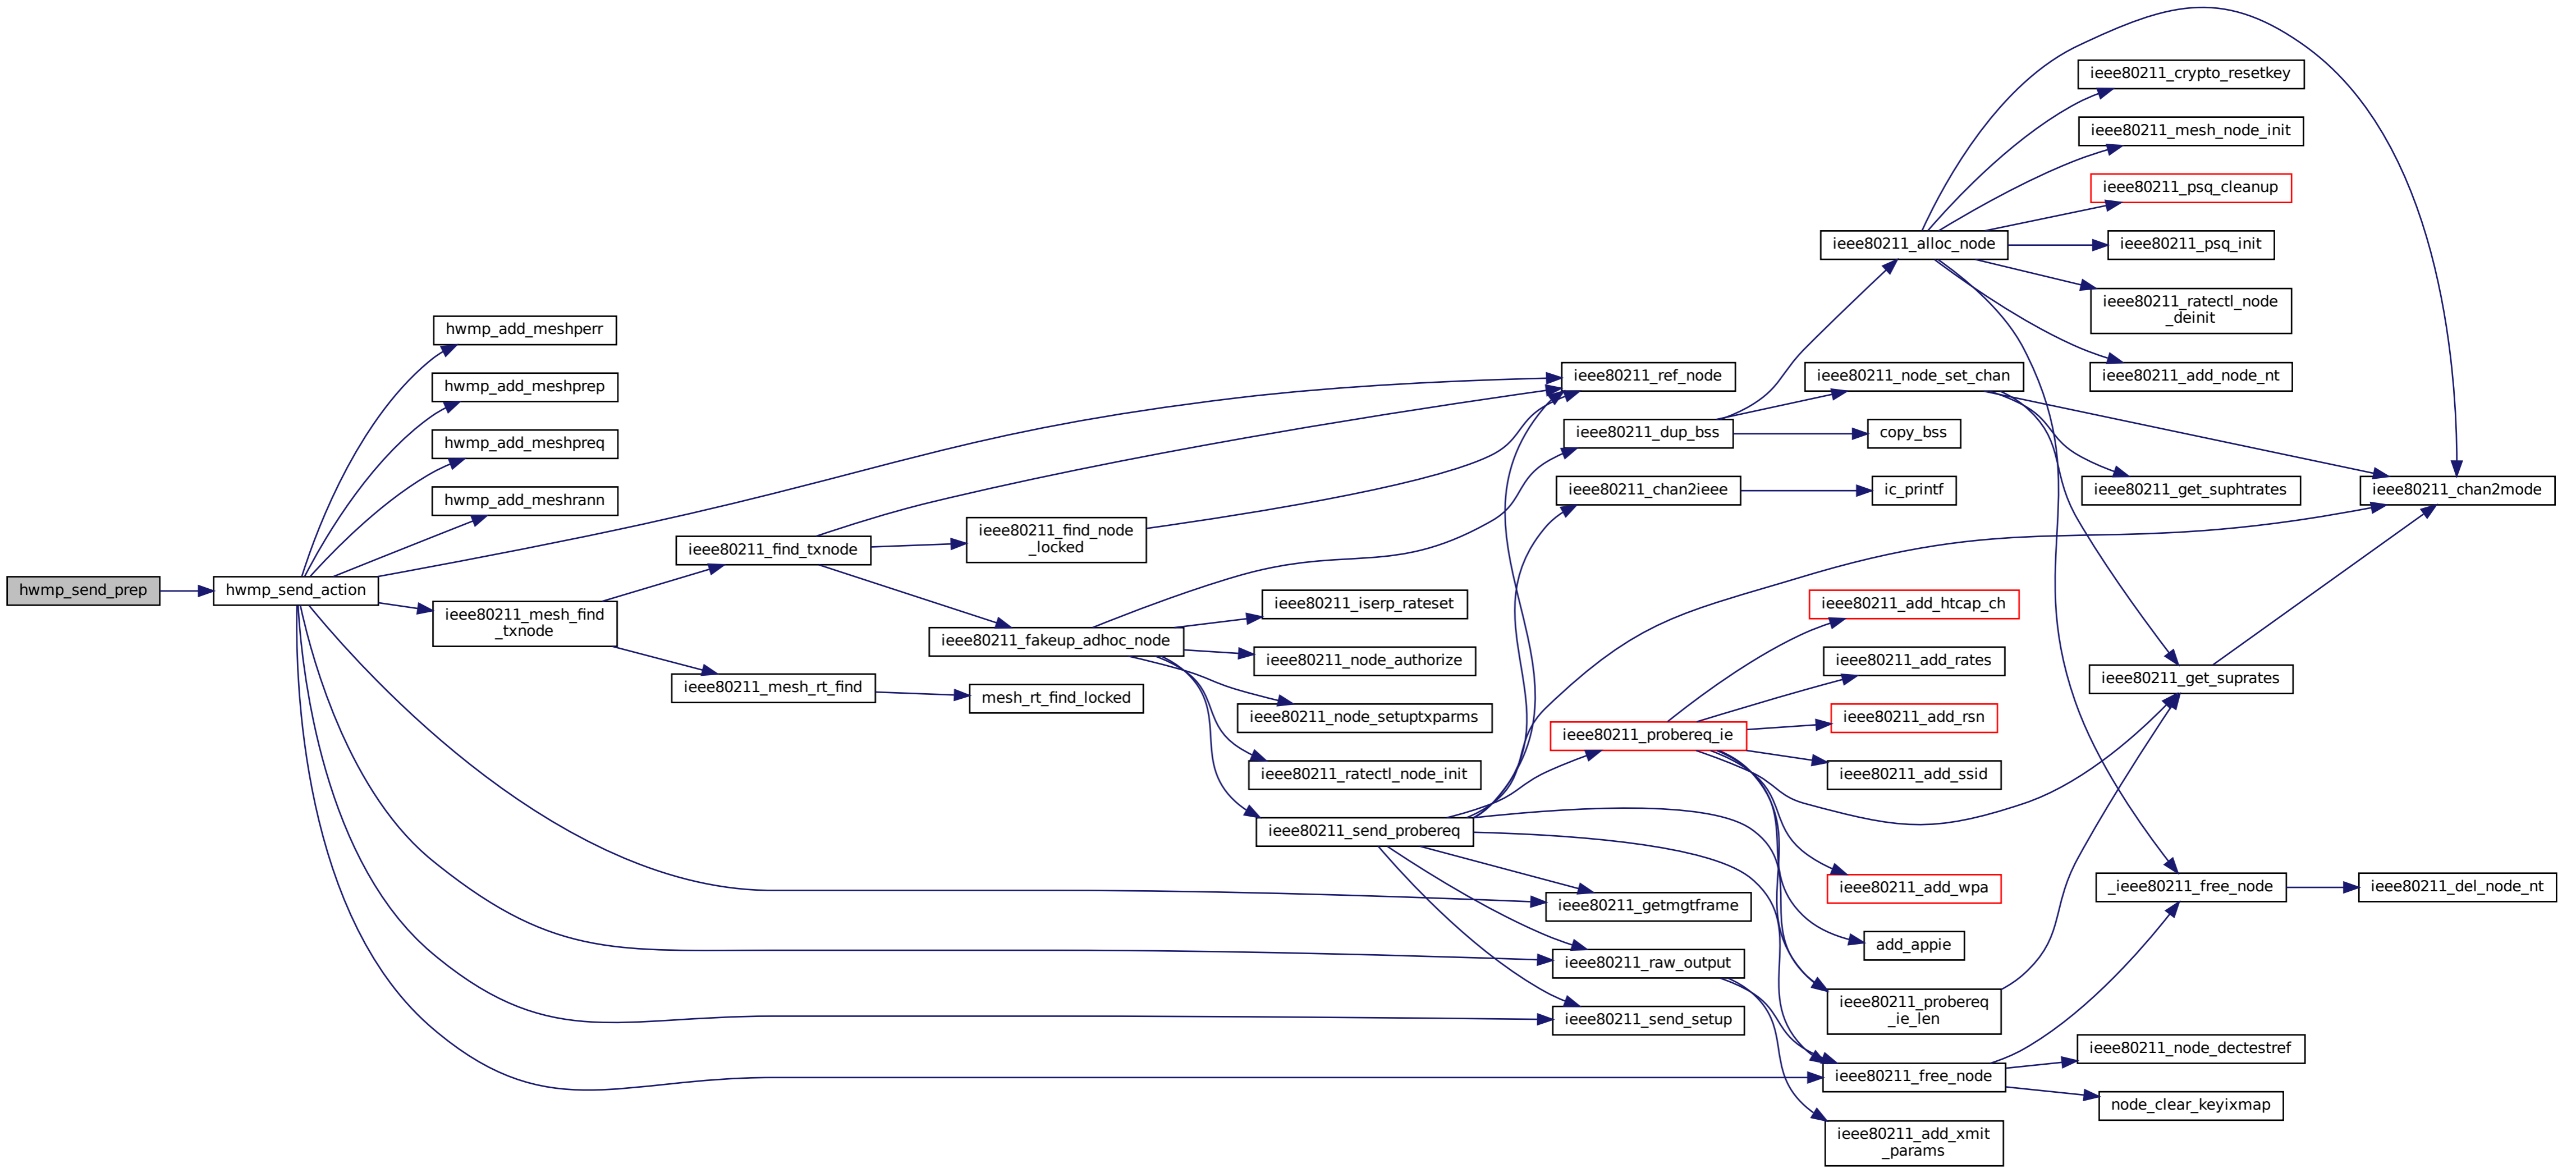 hwmp_send_prep
hwmp_send_action
hwmp_add_meshperr
hwmp_add_meshprep
hwmp_add_meshpreq
hwmp_add_meshrann
ieee80211_mesh_find
_txnode
ieee80211_find_txnode
ieee80211_mesh_rt_find
ieee80211_find_node
_locked
ieee80211_fakeup_adhoc_node
mesh_rt_find_locked
ieee80211_iserp_rateset
ieee80211_node_authorize
ieee80211_node_setuptxparms
ieee80211_ratectl_node_init
ieee80211_send_probereq
ieee80211_ref_node
ieee80211_dup_bss
ieee80211_chan2ieee
ieee80211_probereq_ie
ieee80211_getmgtframe
ieee80211_raw_output
ieee80211_send_setup
ieee80211_alloc_node
ieee80211_node_set_chan
copy_bss
ic_printf
ieee80211_add_htcap_ch
ieee80211_add_rates
ieee80211_add_rsn
ieee80211_add_ssid
ieee80211_add_wpa
add_appie
ieee80211_probereq
_ie_len
ieee80211_free_node
ieee80211_add_xmit
_params
ieee80211_crypto_resetkey
ieee80211_mesh_node_init
ieee80211_psq_cleanup
ieee80211_psq_init
ieee80211_ratectl_node
_deinit
ieee80211_add_node_nt
ieee80211_get_suphtrates
ieee80211_get_suprates
_ieee80211_free_node
ieee80211_node_dectestref
node_clear_keyixmap
ieee80211_chan2mode
ieee80211_del_node_nt